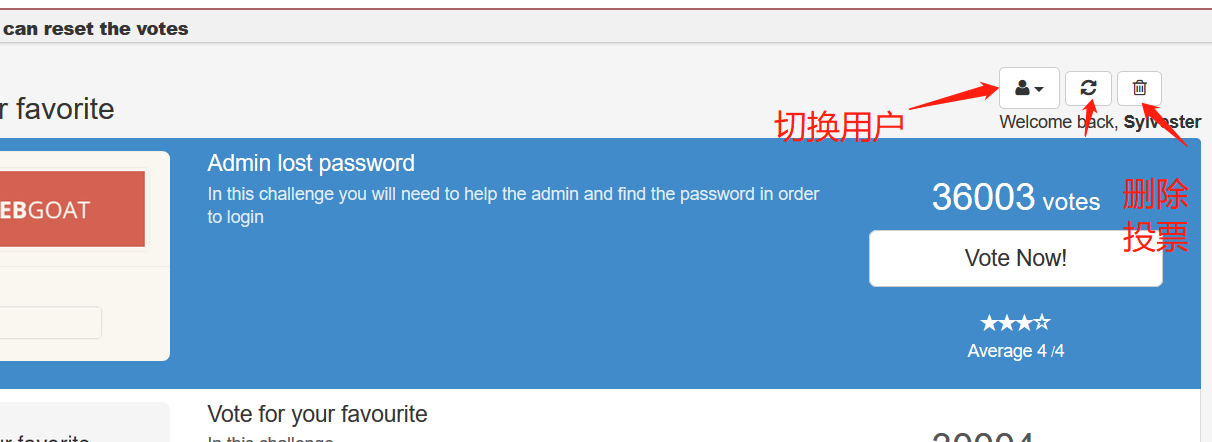 can reset the votes
r favorite
切换用户
Welcome back, Sylvester
Admin lost password
In this challenge you will need to help the admin and find the password in order
to login
EBGOAT
36003 votes
删除
投票
Vote Now!
Average 4 /4
Vote for your favourite
In this challenge